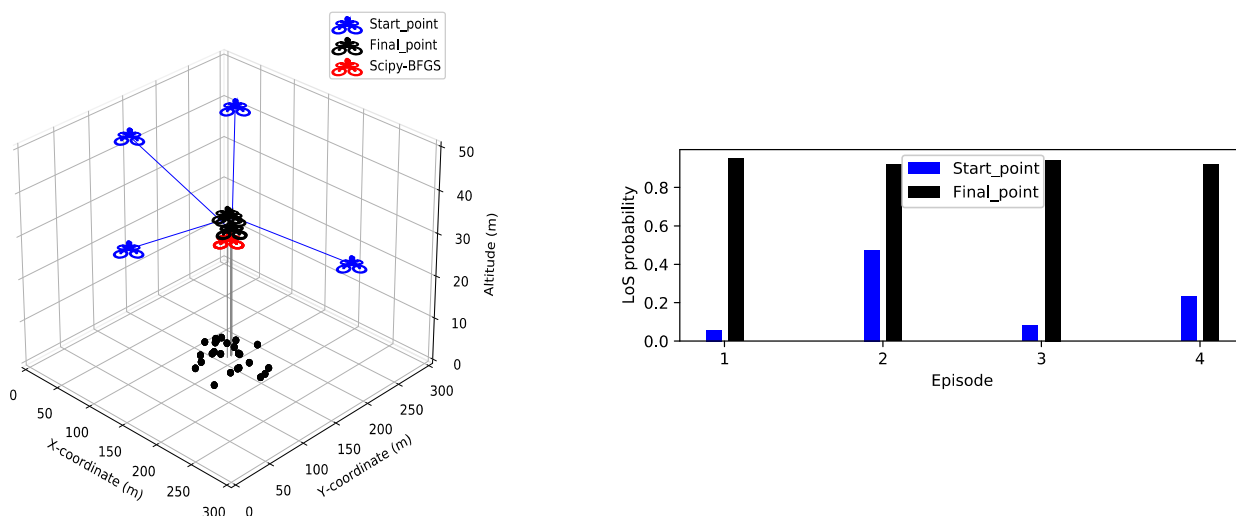 Start_point
Final_point
Scipy-BFGS
50
40
30
20
10
0
Altitude (m)
0
50
100
150
200
250
300
X-coordinate (m)
0
50
100
150
200
250
300
Y-coordinate (m)
Start_point
Final_point
0.8
0.6
0.4
0.2
0.0
LoS probability
1
2
3
4
Episode